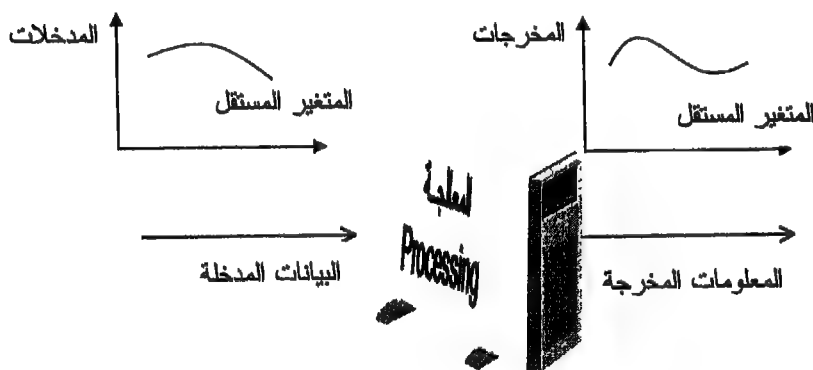 المخرجات
المدخلات
المتغير المستقل
المتغير المستقل
المعالجة
Processing
البيانات المدخلة
المعلومات المخرجة